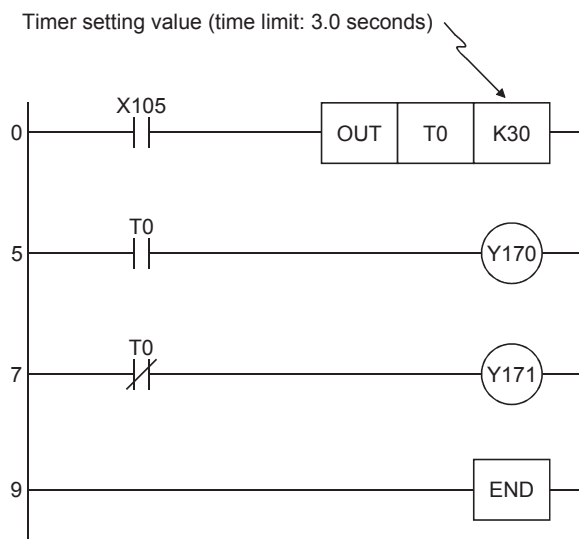 Timer setting value (time limit: 3.0 seconds)
X105
0 OUT T0 K30
T0
5 Y170
T0
7 Y171
9 END